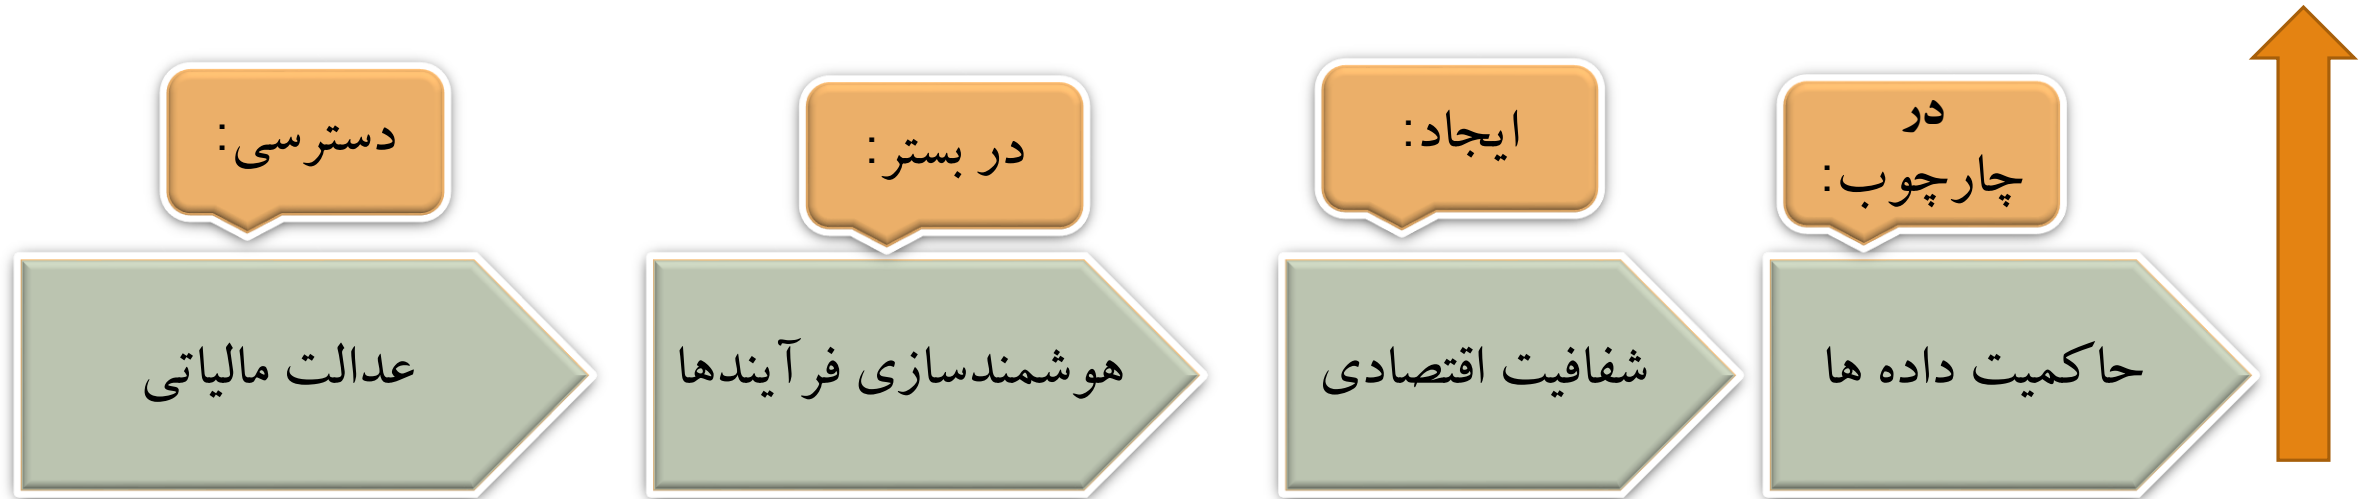 در
چارچوب:
حاکمیت داده ها
ایجاد:
شفافیت اقتصادی
در بستر:
هوشمندسازی فرآیندها
دسترسی:
عدالت مالیاتی